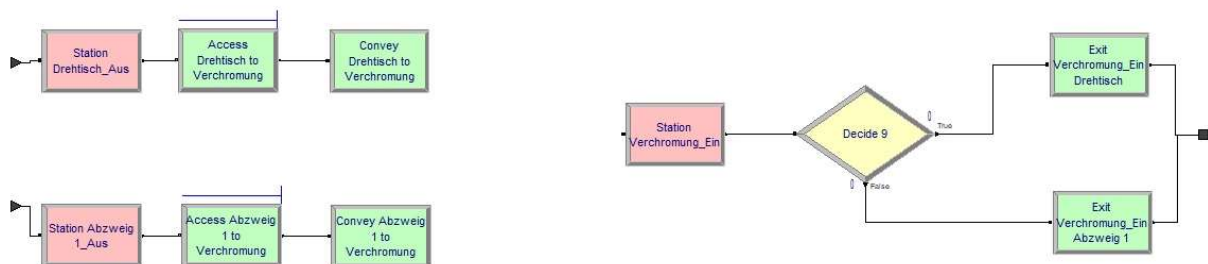 Station
Drehtisch_Aus
Access
Drehtisch to
Verchromung
Convey
Drehtisch to
Verchromung
Station Abzweig
1_Aus
Access Abzweig
1 to
Verchromung
Convey Abzweig
1 to
Verchromung
Station
Verchromung_Ein
Decide 9
0
True
0
False
Exit
Verchromung_Ein
Drehtisch
Exit
Verchromung_Ein
Abzweig 1